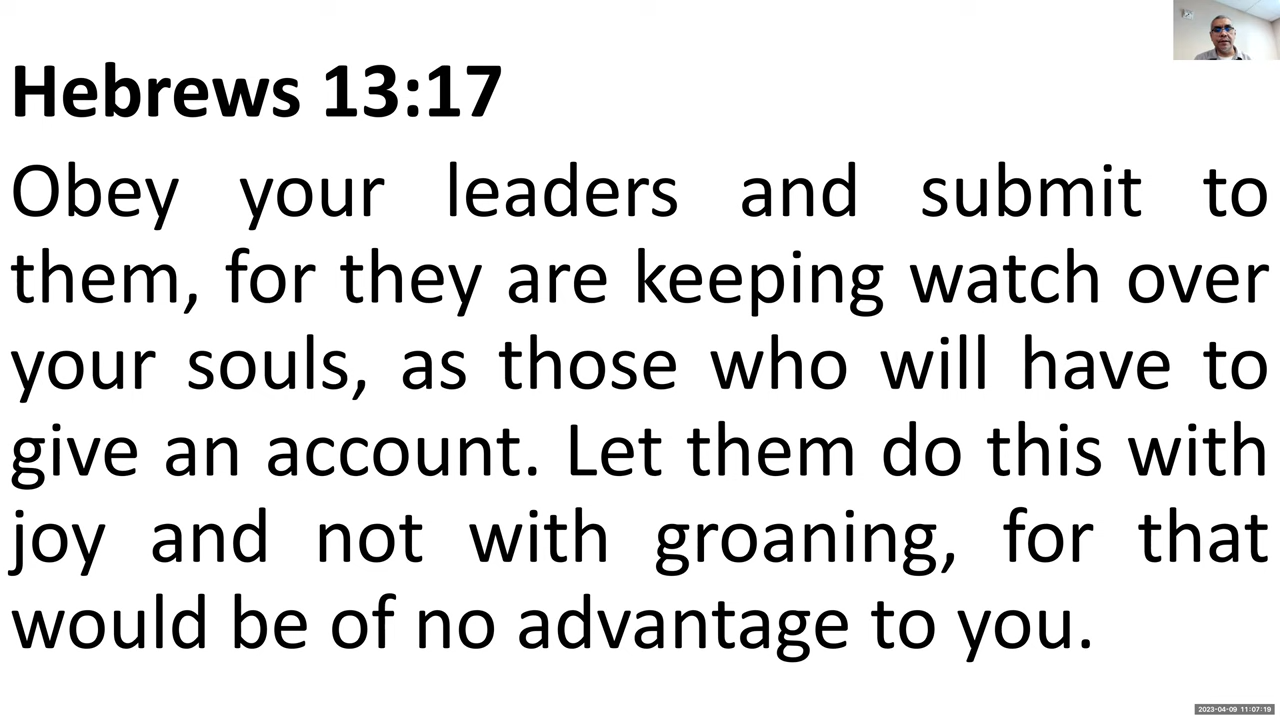 Hebrews 13:17
Obey your leaders and submit to
them, for they are keeping watch over
your souls, as those who will have to
give an account. Let them do this with
joy and not with groaning, for that
would be of no advantage to you.
2023-04-09 11:07:19